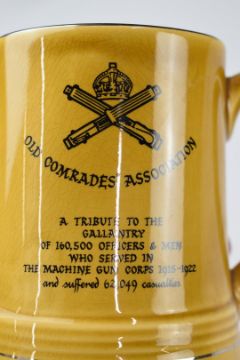 OLD COMRADES' ASSOCIATION
A TRIBUTE TO THE
GALLANTRY
OF 160,500 OFFICERS & MEN
WHO SERVED IN
THE MACHINE GUN CORPS 1915-1922
and suffered 62,049 casualties